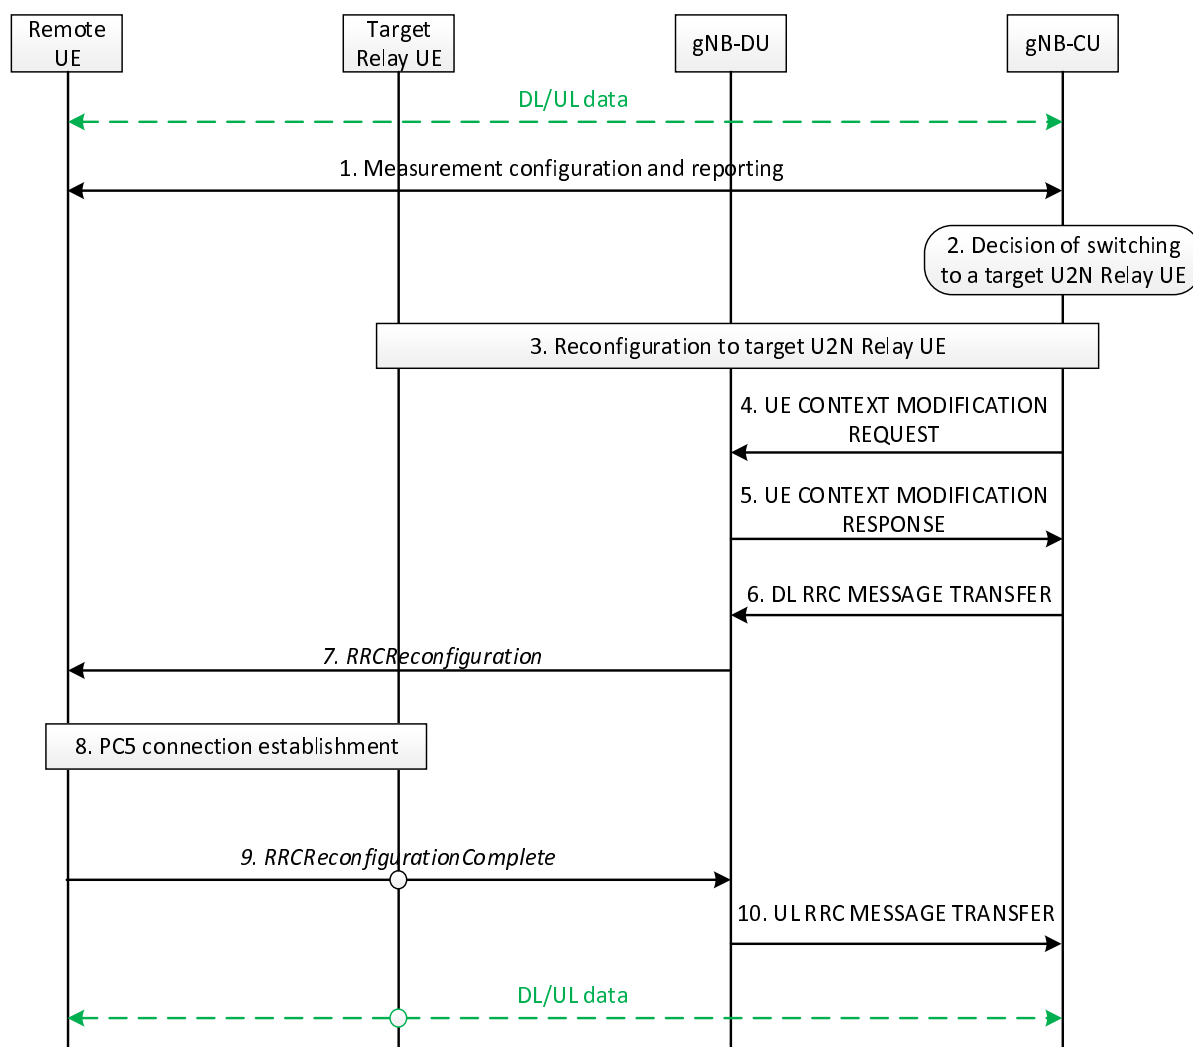 Remote
UE
Target
Relay UE
gNB-DU
gNB-CU
DL/UL data
1. Measurement configuration and reporting
2. Decision of switching
to a target U2N Relay UE
3. Reconfiguration to target U2N Relay UE
4. UE CONTEXT MODIFICATION
REQUEST
5. UE CONTEXT MODIFICATION
RESPONSE
6. DL RRC MESSAGE TRANSFER
7. RRCReconfiguration
8. PC5 connection establishment
9. RRCReconfigurationComplete
10. UL RRC MESSAGE TRANSFER
DL/UL data